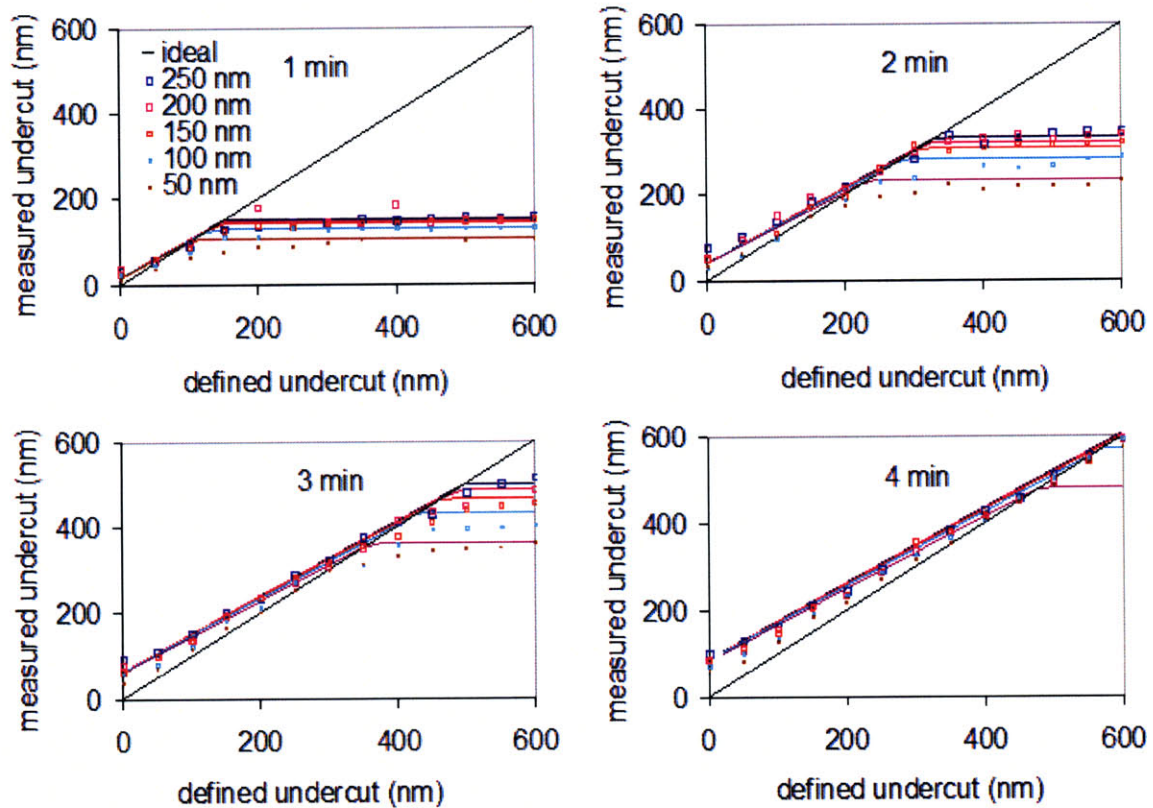 measured undercut (nm)
600
400
200
0
1 min
ideal
250 nm
200 nm
150 nm
100 nm
50 nm
0 200 400 600
defined undercut (nm)
measured undercut (nm)
600
400
200
0
2 min
0 200 400 600
defined undercut (nm)
measured undercut (nm)
600
400
200
0
3 min
0 200 400 600
defined undercut (nm)
measured undercut (nm)
600
400
200
0
4 min
0 200 400 600
defined undercut (nm)